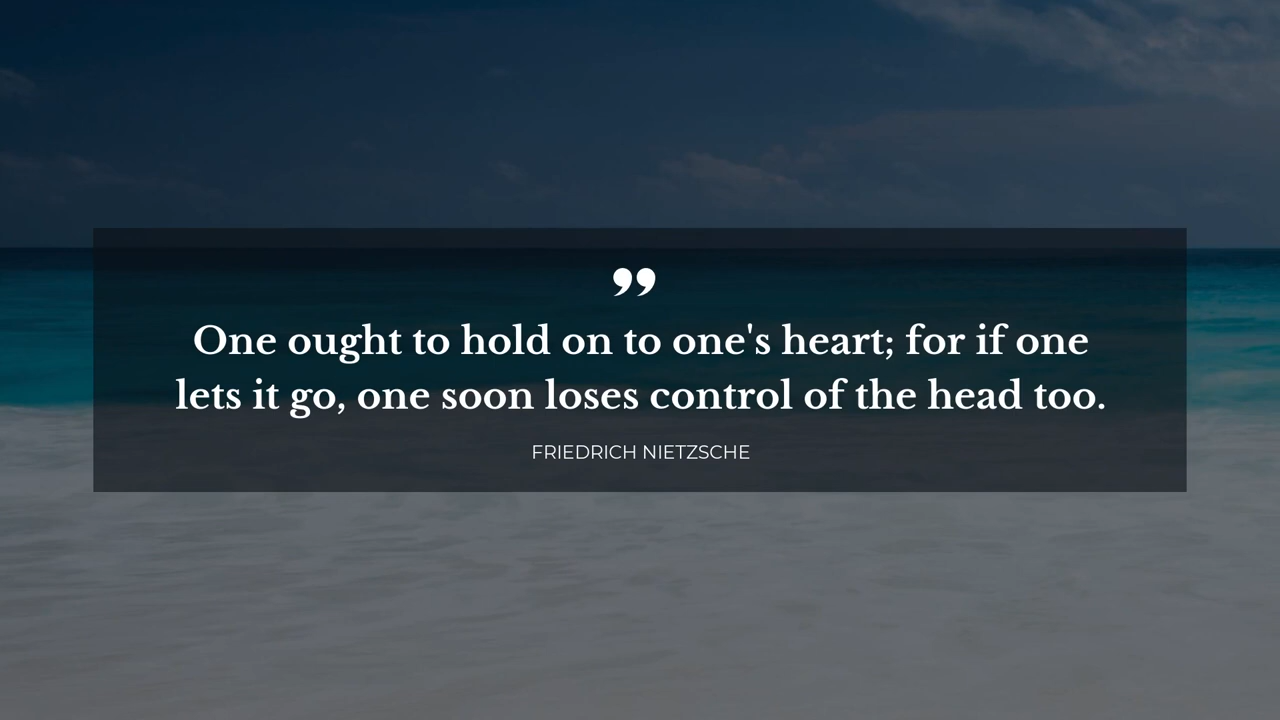 ”
One ought to hold on to one's heart; for if one
lets it go, one soon loses control of the head too.
FRIEDRICH NIETZSCHE